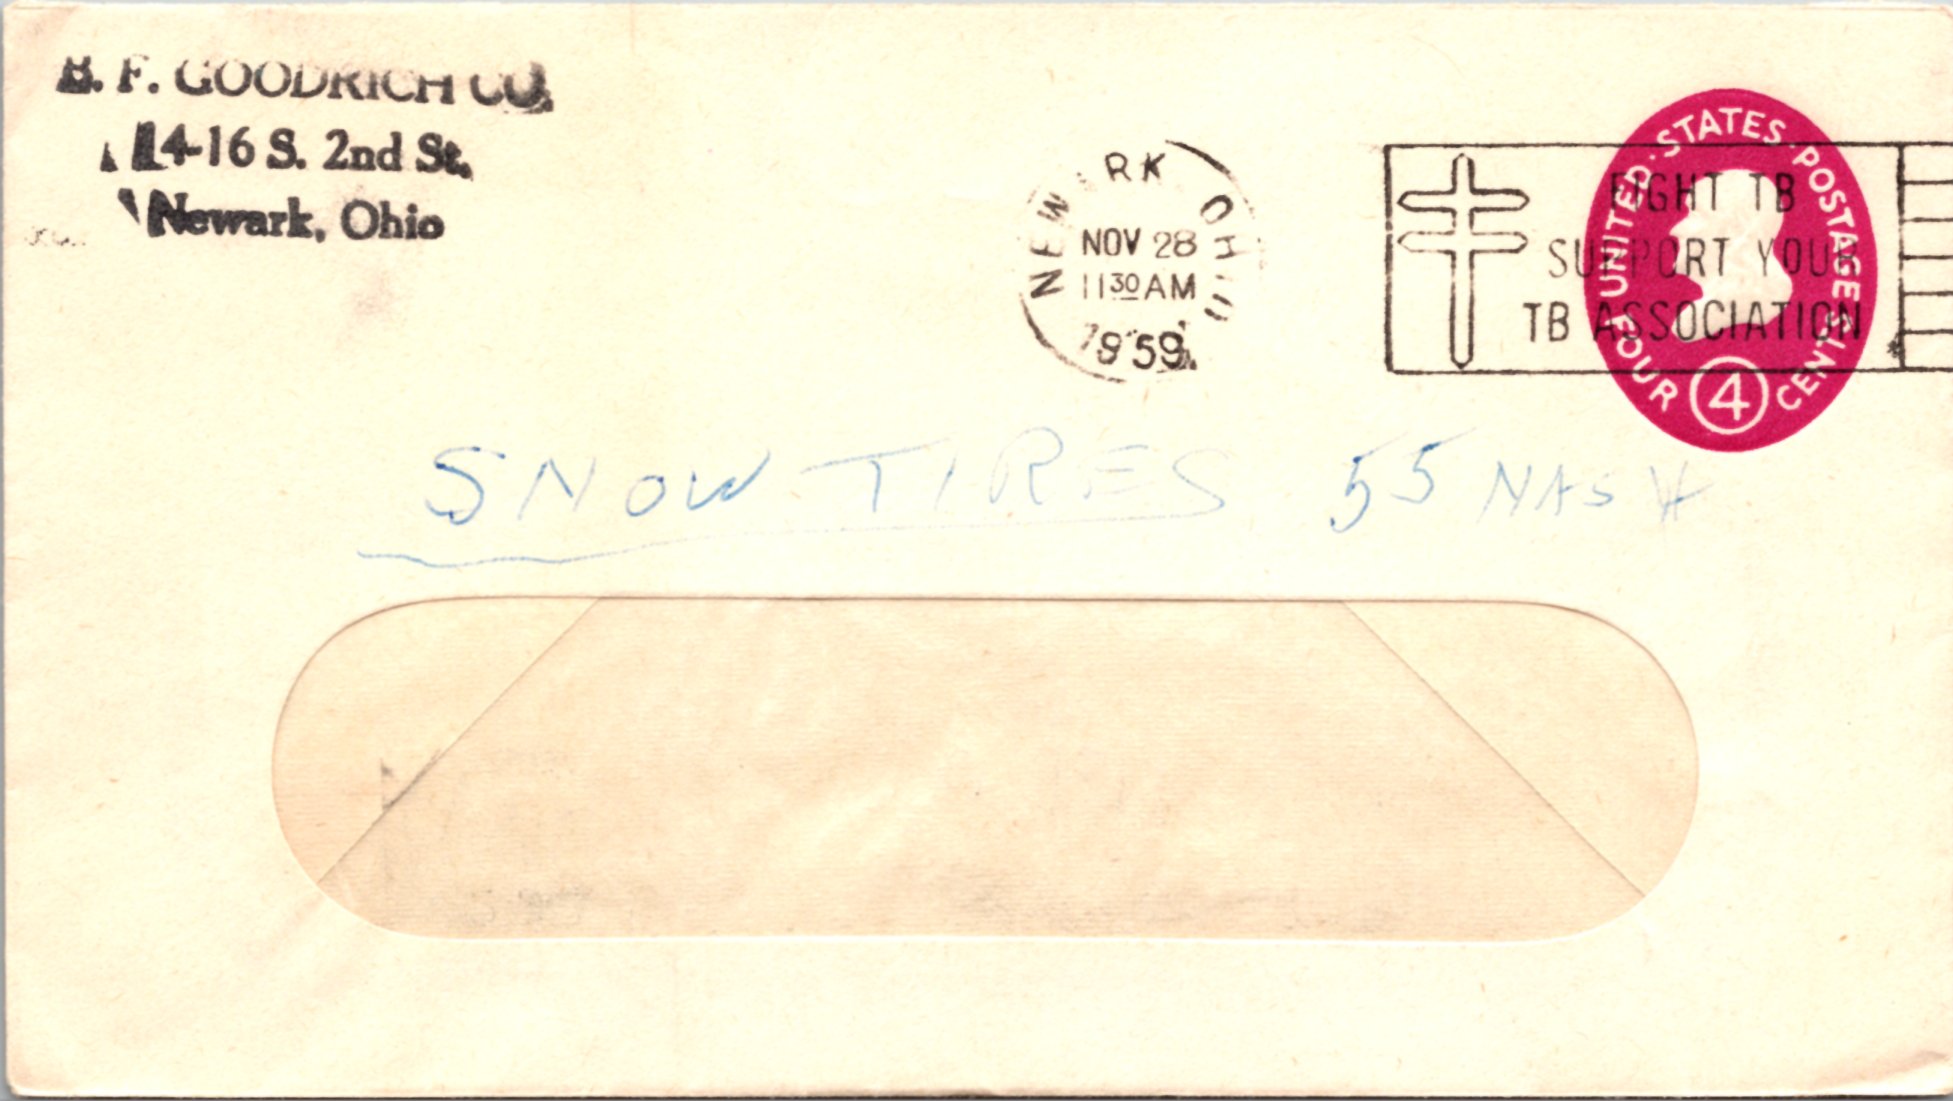 B. F. GOODRICH CO.
14-16 S. 2nd St.
Newark, Ohio
NEWARK OHIO
NOV 28
11 30 AM
1959
FIGHT TB
SUPPORT YOUR
TB ASSOCIATION
UNITED · STATES · POSTAGE
FOUR 4 CENTS
SNOW TIRES 55 NASH